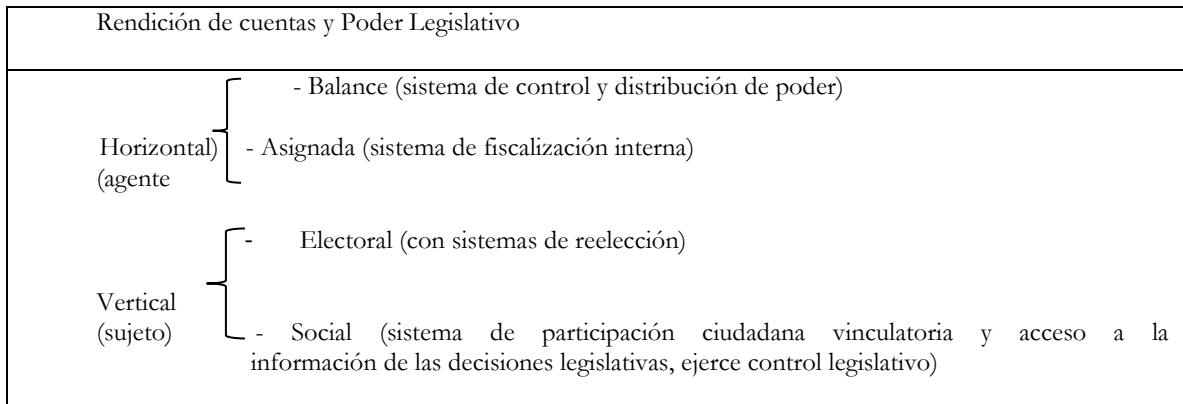 Rendición de cuentas y Poder Legislativo
- Balance (sistema de control y distribución de poder)
Horizontal) - Asignada (sistema de fiscalización interna)
(agente
- Electoral (con sistemas de reelección)
Vertical
(sujeto) - Social (sistema de participación ciudadana vinculatoria y acceso a la
información de las decisiones legislativas, ejerce control legislativo)